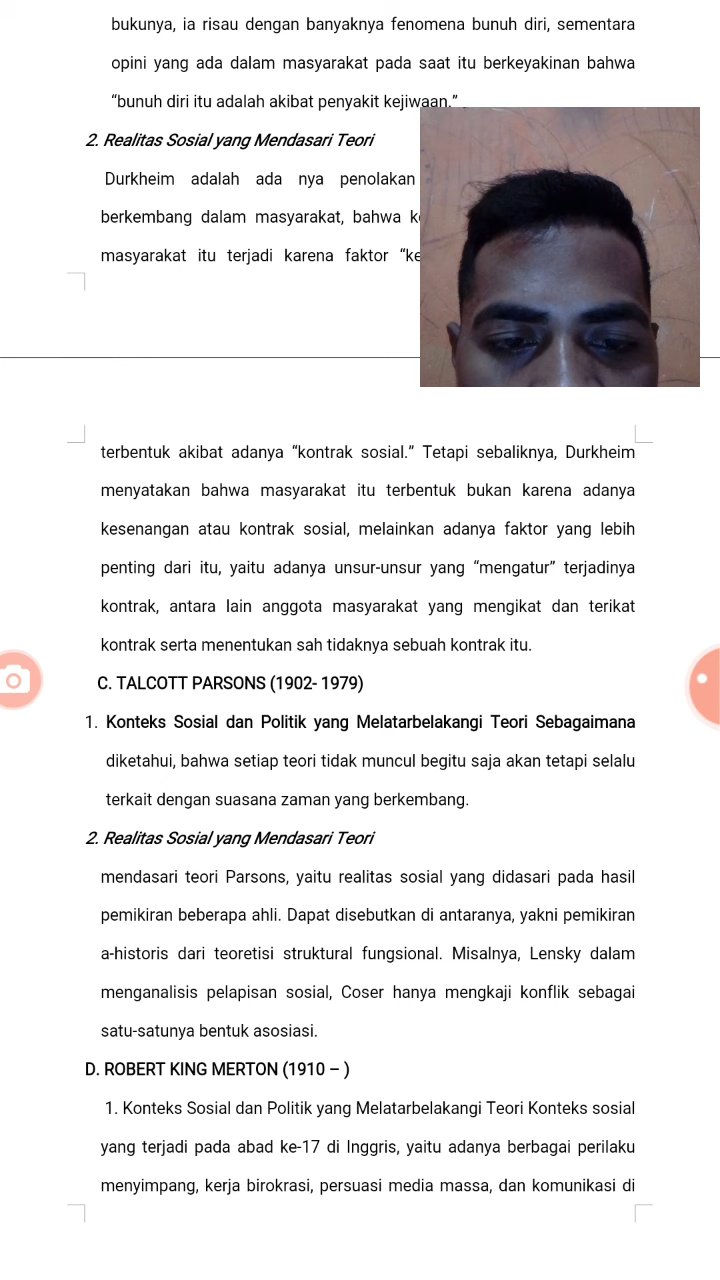 bukunya, ia risau dengan banyaknya fenomena bunuh diri, sementara
opini yang ada dalam masyarakat pada saat itu berkeyakinan bahwa
“bunuh diri itu adalah akibat penyakit kejiwaan.”
2. Realitas Sosial yang Mendasari Teori
Durkheim adalah ada nya penolakan
berkembang dalam masyarakat, bahwa
masyarakat itu terjadi karena faktor
terbentuk akibat adanya “kontrak sosial.” Tetapi sebaliknya, Durkheim
menyatakan bahwa masyarakat itu terbentuk bukan karena adanya
kesenangan atau kontrak sosial, melainkan adanya faktor yang lebih
penting dari itu, yaitu adanya unsur-unsur yang “mengatur” terjadinya
kontrak, antara lain anggota masyarakat yang mengikat dan terikat
kontrak serta menentukan sah tidaknya sebuah kontrak itu.
C. TALCOTT PARSONS (1902- 1979)
1. Konteks Sosial dan Politik yang Melatarbelakangi Teori Sebagaimana
diketahui, bahwa setiap teori tidak muncul begitu saja akan tetapi selalu
terkait dengan suasana zaman yang berkembang.
2. Realitas Sosial yang Mendasari Teori
mendasari teori Parsons, yaitu realitas sosial yang didasari pada hasil
pemikiran beberapa ahli. Dapat disebutkan di antaranya, yakni pemikiran
a-historis dari teoretisi struktural fungsional. Misalnya, Lensky dalam
menganalisis pelapisan sosial, Coser hanya mengkaji konflik sebagai
satu-satunya bentuk asosiasi.
D. ROBERT KING MERTON (1910 – )
1. Konteks Sosial dan Politik yang Melatarbelakangi Teori Konteks sosial
yang terjadi pada abad ke-17 di Inggris, yaitu adanya berbagai perilaku
menyimpang, kerja birokrasi, persuasi media massa, dan komunikasi di